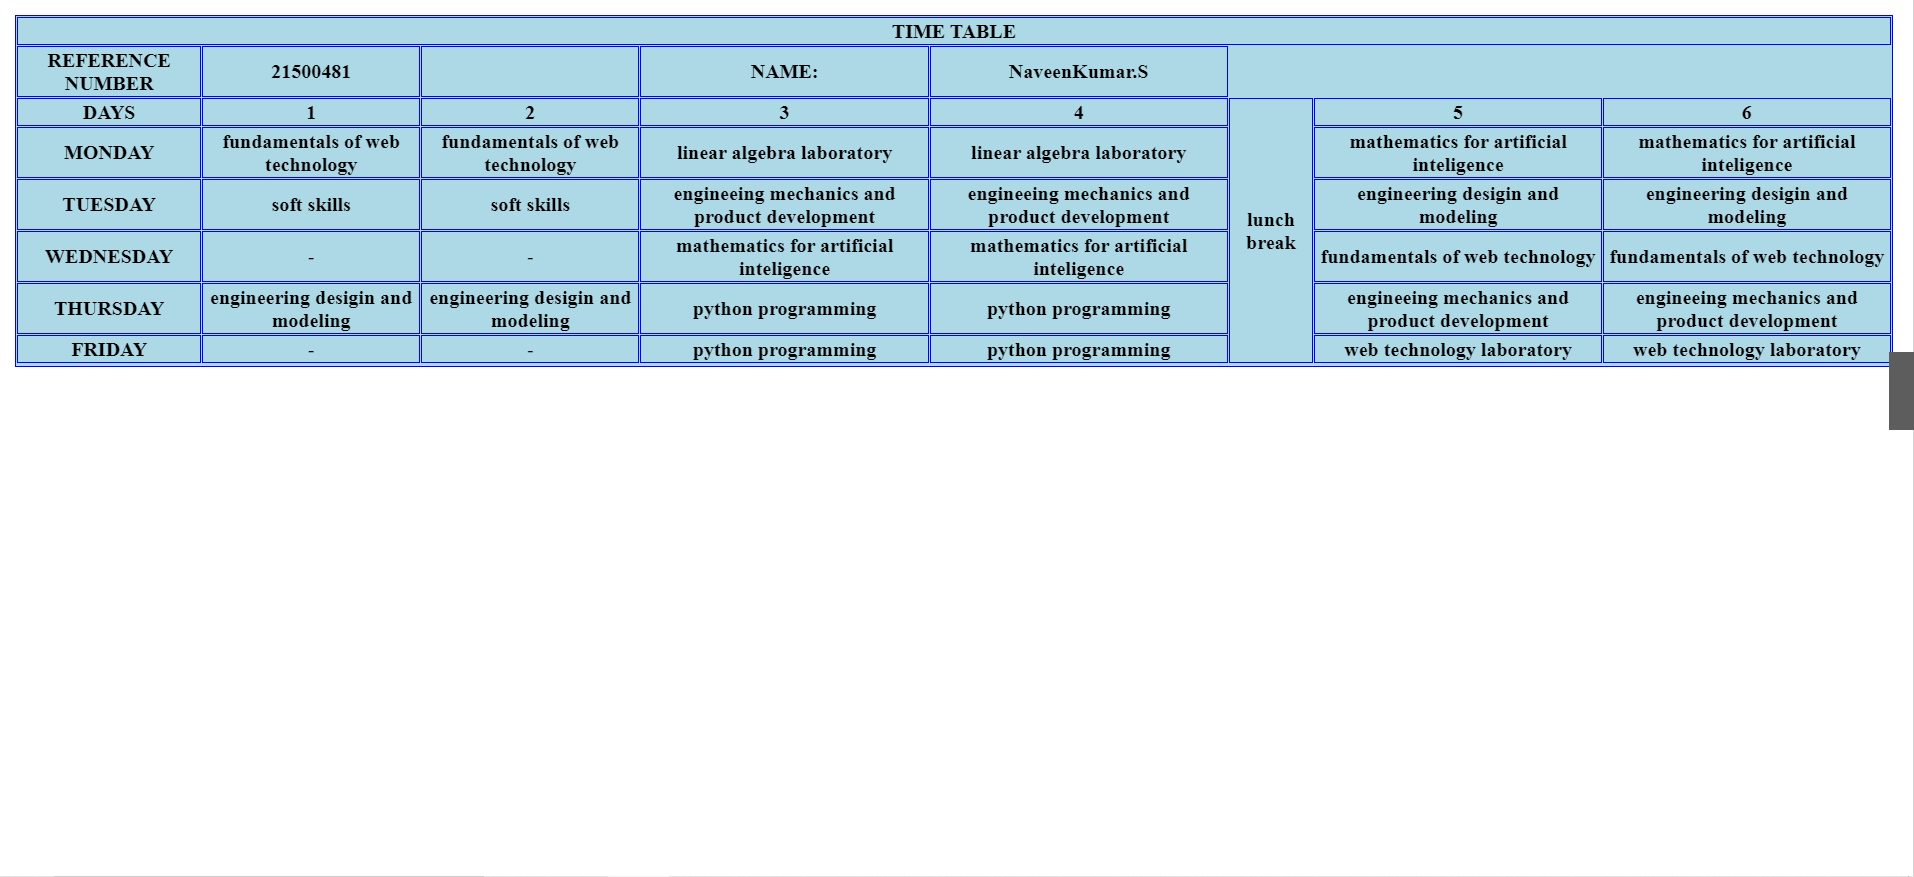 TIME TABLE
REFERENCE
NUMBER
21500481
NAME:
NaveenKumar.S
DAYS
1
2
3
4
lunch
break
5
6
MONDAY
fundamentals of web
technology
fundamentals of web
technology
linear algebra laboratory
linear algebra laboratory
mathematics for artificial
inteligence
mathematics for artificial
inteligence
TUESDAY
soft skills
soft skills
engineeing mechanics and
product development
engineeing mechanics and
product development
engineering desigin and
modeling
engineering desigin and
modeling
WEDNESDAY
-
-
mathematics for artificial
inteligence
mathematics for artificial
inteligence
fundamentals of web technology
fundamentals of web technology
THURSDAY
engineering desigin and
modeling
engineering desigin and
modeling
python programming
python programming
engineeing mechanics and
product development
engineeing mechanics and
product development
FRIDAY
-
-
python programming
python programming
web technology laboratory
web technology laboratory